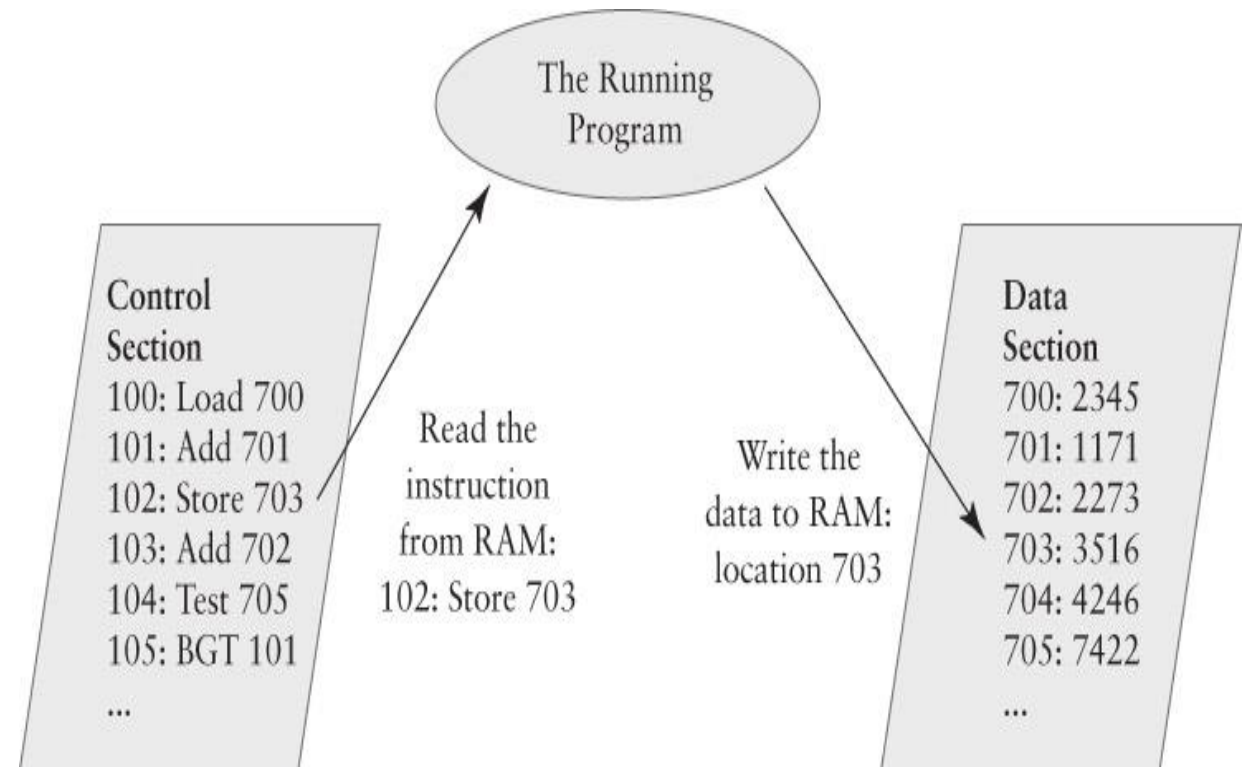 The Running
Program
Control
Section
100: Load 700
101: Add 701
102: Store 703
103: Add 702
104: Test 705
105: BGT 101
...
Read the
instruction
from RAM:
102: Store 703
Write the
data to RAM:
location 703
Data
Section
700: 2345
701: 1171
702: 2273
703: 3516
704: 4246
705: 7422
...